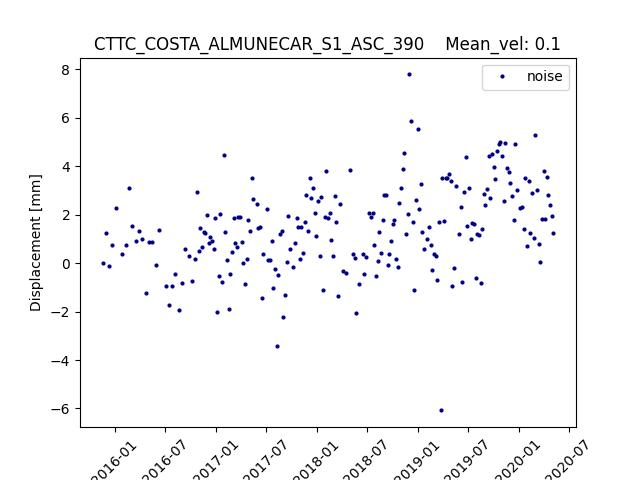 CTTC_COSTA_ALMUNECAR_S1_ASC_390 Mean_vel: 0.1
noise
Displacement [mm]
8
6
4
2
0
−2
−4
−6
2016-01 2016-07 2017-01 2017-07 2018-01 2018-07 2019-01 2019-07 2020-01 2020-07